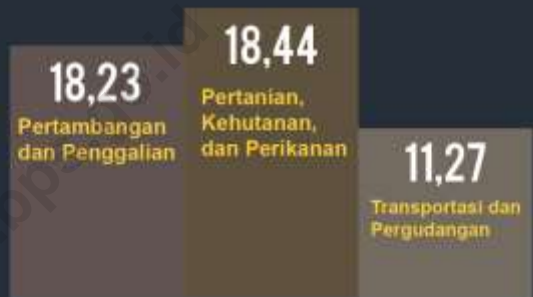 18,23
Pertambangan
dan Penggalian
18,44
Pertanian,
Kehutanan,
dan Perikanan
11,27
Transportasi dan
Pergudangan